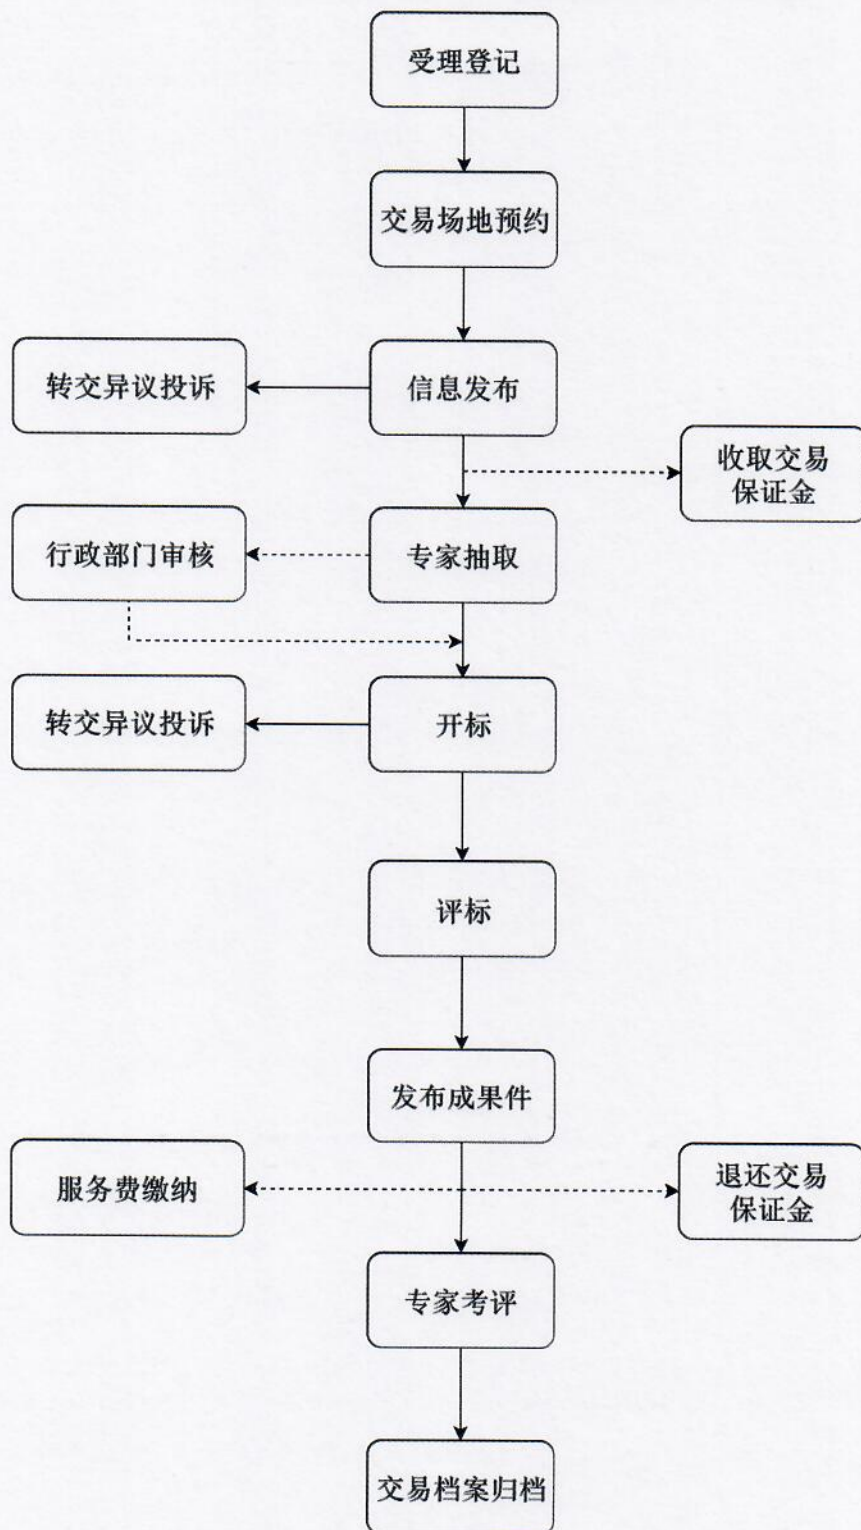 受理登记
交易场地预约
转交异议投诉
信息发布
收取交易
保证金
行政部门审核
专家抽取
转交异议投诉
开标
评标
发布成果件
服务费缴纳
退还交易
保证金
专家考评
交易档案归档